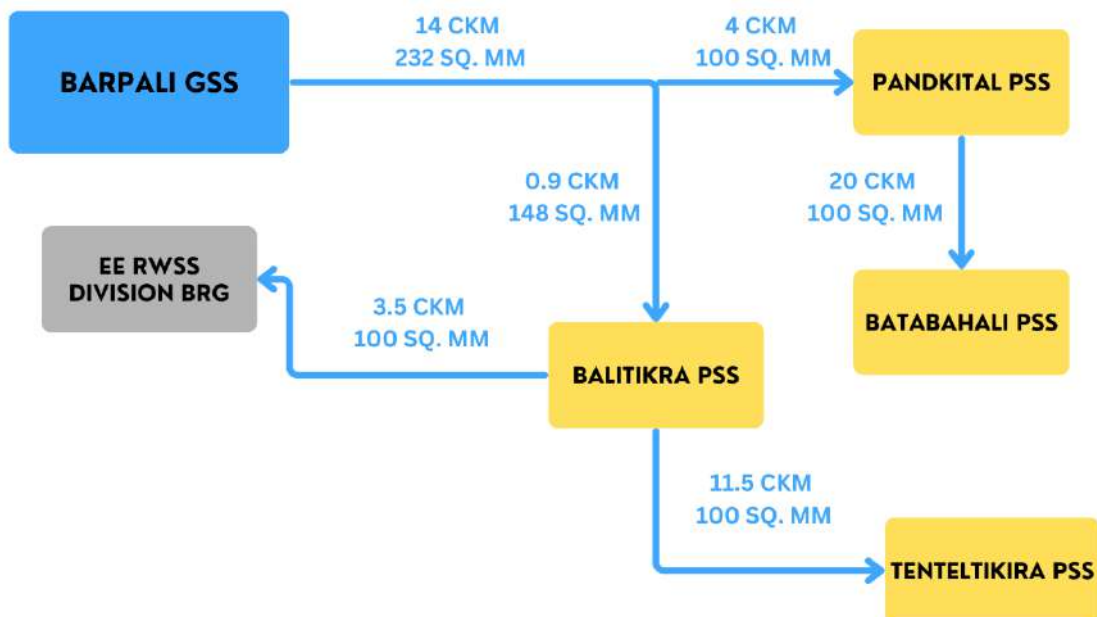 14 CKM
232 SQ. MM
4 CKM
100 SQ. MM
BARPALI GSS
PANDKITAL PSS
0.9 CKM
148 SQ. MM
20 CKM
100 SQ. MM
EE RWSS
DIVISION BRG
3.5 CKM
100 SQ. MM
BATABAHALI PSS
BALITIKRA PSS
11.5 CKM
100 SQ. MM
TENTELTIKIRA PSS